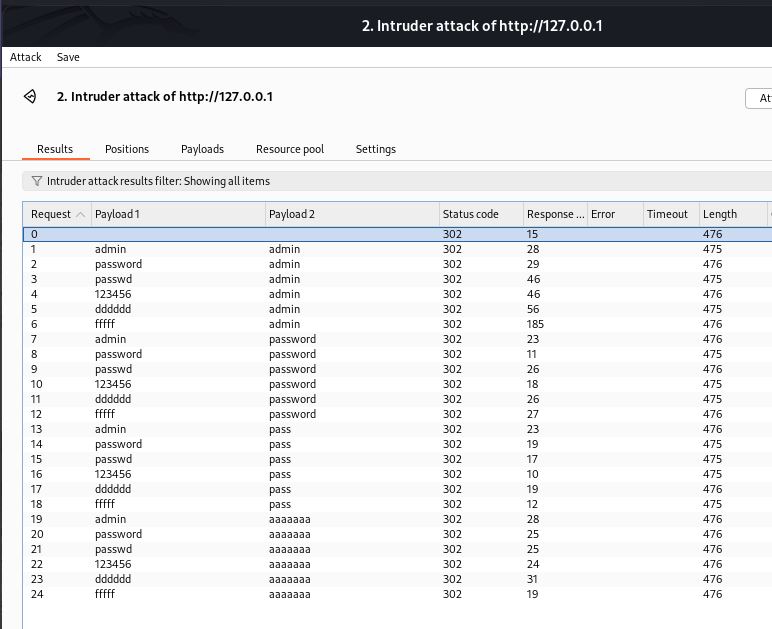 2. Intruder attack of http://127.0.0.1
Attack Save
2. Intruder attack of http://127.0.0.1 At
Results Positions Payloads Resource pool Settings
Intruder attack results filter: Showing all items
Request Payload 1 Payload 2 Status code Response ... Error Timeout Length
0 302 15 476
1 admin admin 302 28 475
2 password admin 302 29 476
3 passwd admin 302 46 475
4 123456 admin 302 46 476
5 dddddd admin 302 56 475
6 fffff admin 302 185 476
7 admin password 302 23 476
8 password password 302 11 475
9 passwd password 302 26 476
10 123456 password 302 18 475
11 dddddd password 302 26 476
12 fffff password 302 27 476
13 admin pass 302 23 476
14 password pass 302 19 475
15 passwd pass 302 17 475
16 123456 pass 302 10 476
17 dddddd pass 302 19 476
18 fffff pass 302 12 475
19 admin aaaaaaa 302 28 476
20 password aaaaaaa 302 25 476
21 passwd aaaaaaa 302 25 476
22 123456 aaaaaaa 302 24 476
23 dddddd aaaaaaa 302 31 476
24 fffff aaaaaaa 302 19 476